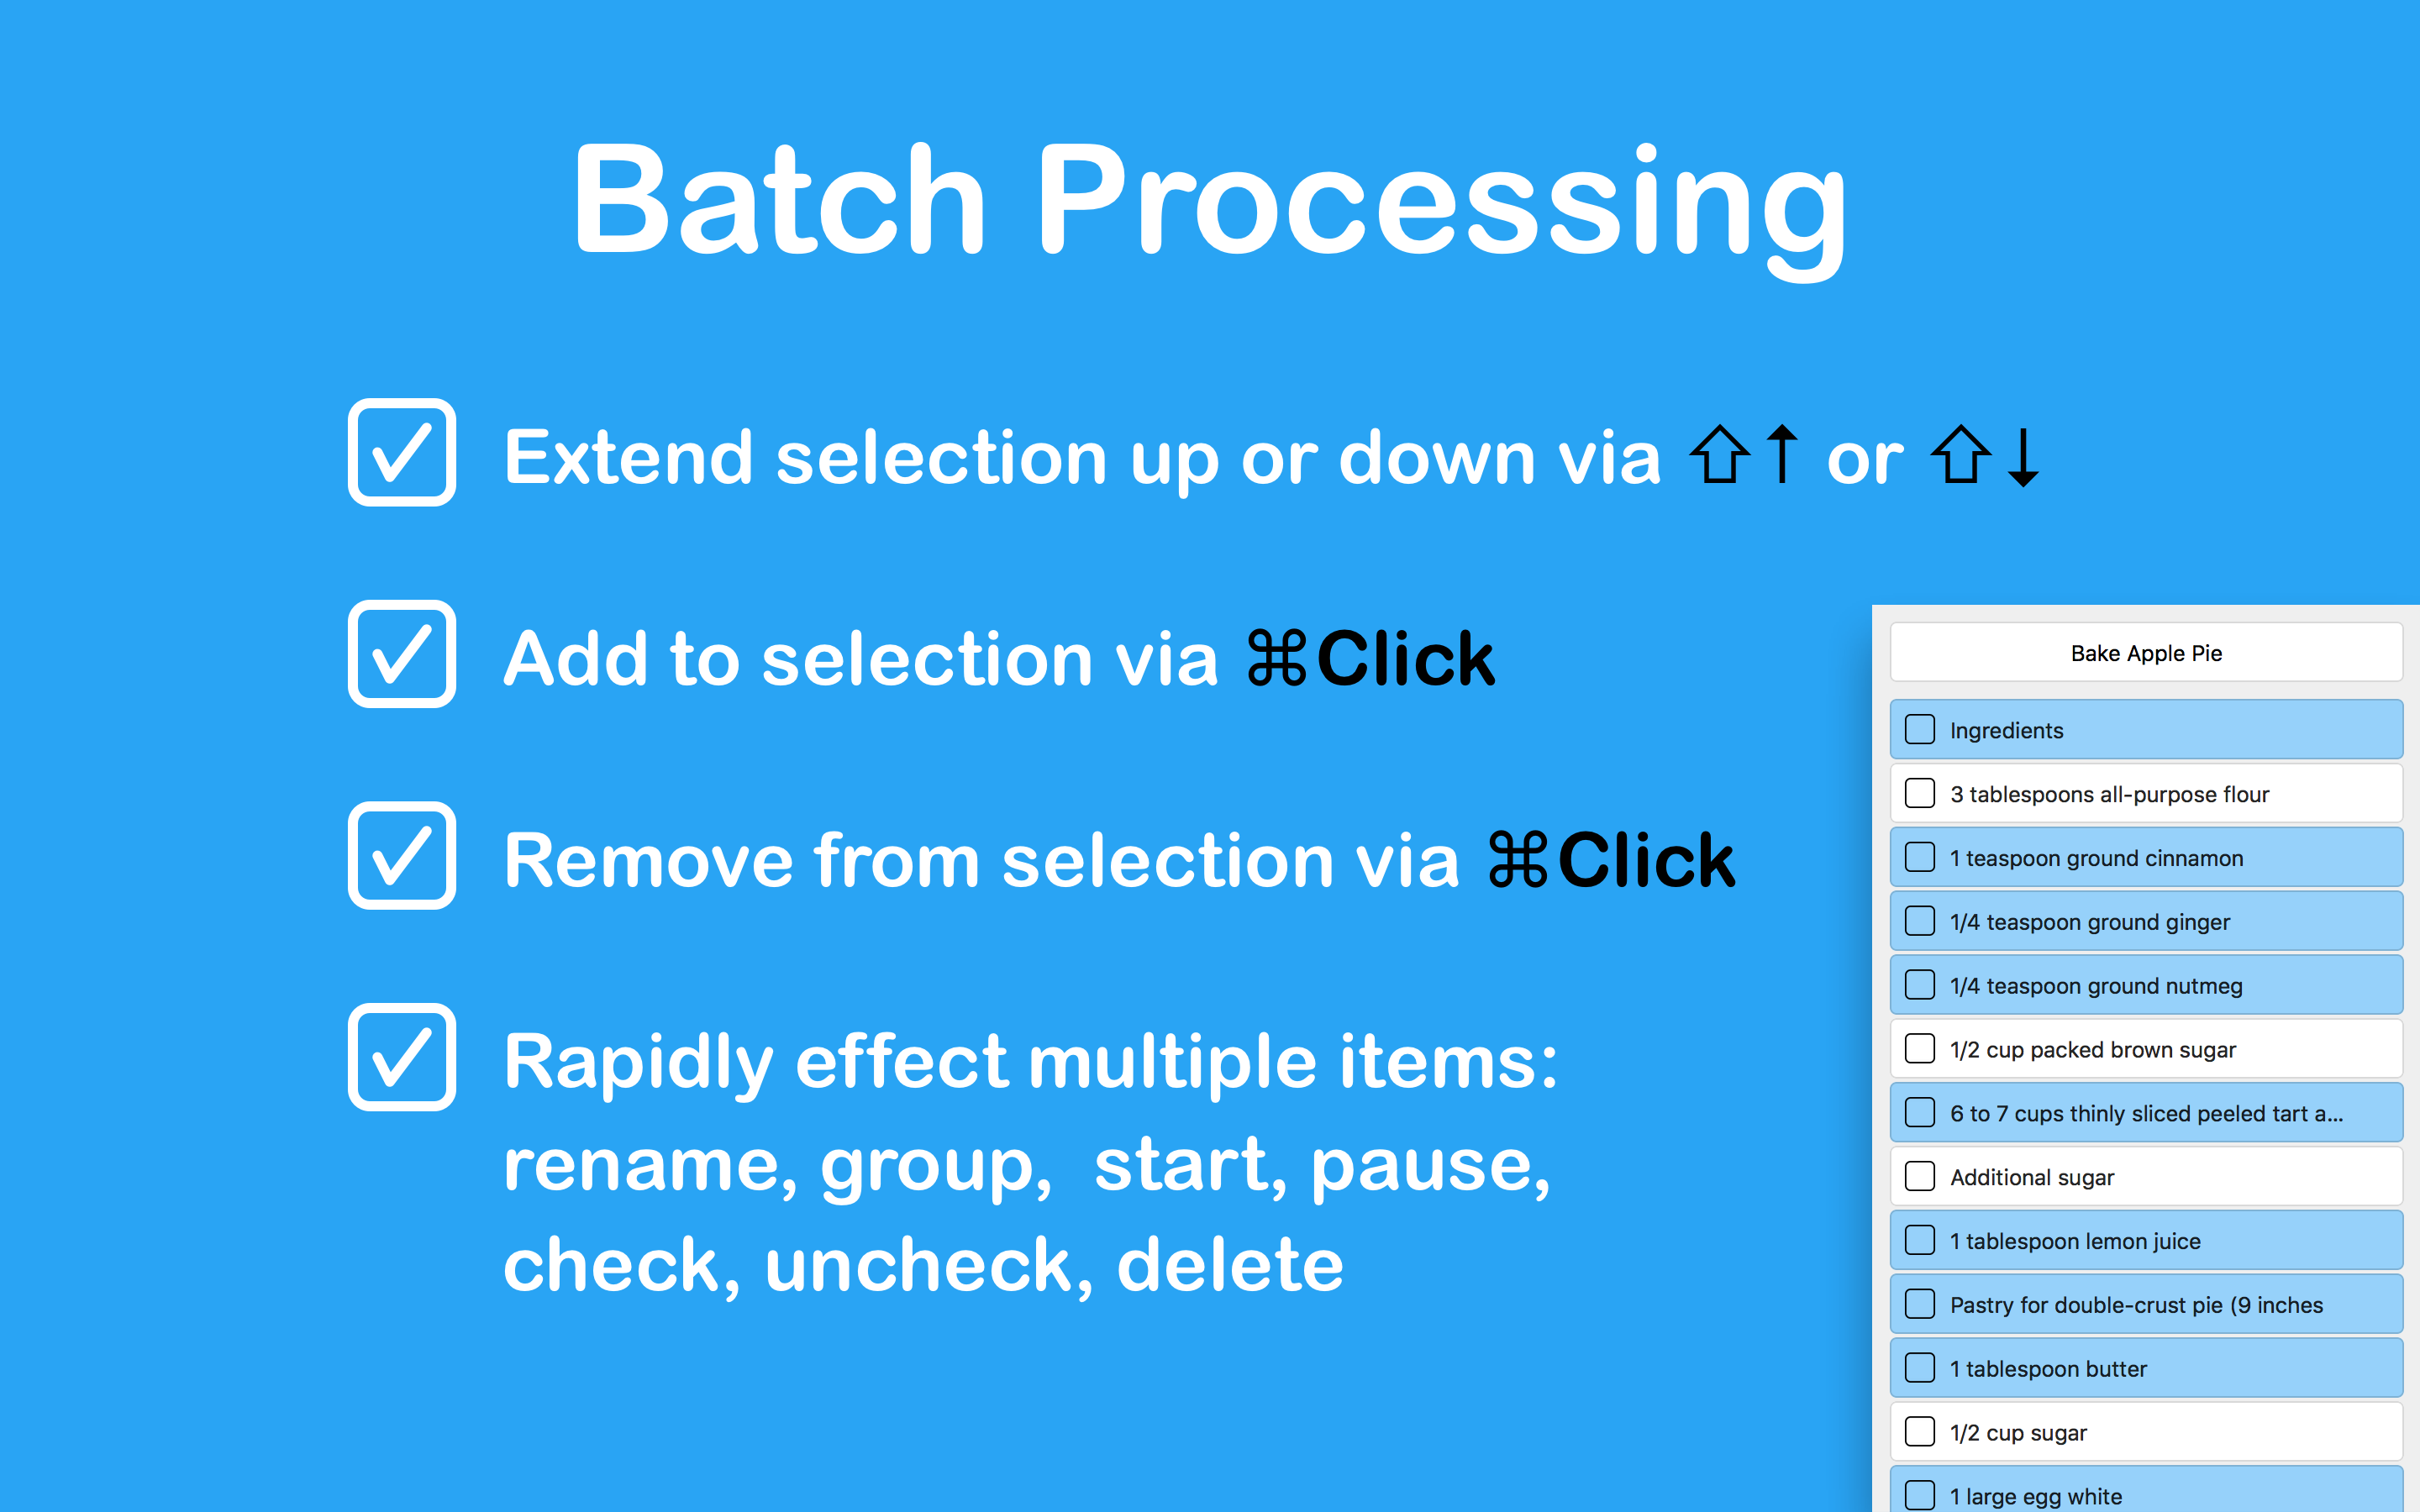 Batch Processing
Extend selection up or down via ⇧↑ or ⇧↓
Add to selection via ⌘Click
Remove from selection via ⌘Click
Rapidly effect multiple items:
rename, group,  start, pause,
check, uncheck, delete
Bake Apple Pie
Ingredients
3 tablespoons all-purpose flour
1 teaspoon ground cinnamon
1/4 teaspoon ground ginger
1/4 teaspoon ground nutmeg
1/2 cup packed brown sugar
6 to 7 cups thinly sliced peeled tart a...
Additional sugar
1 tablespoon lemon juice
Pastry for double-crust pie (9 inches
1 tablespoon butter
1/2 cup sugar
1 large egg white